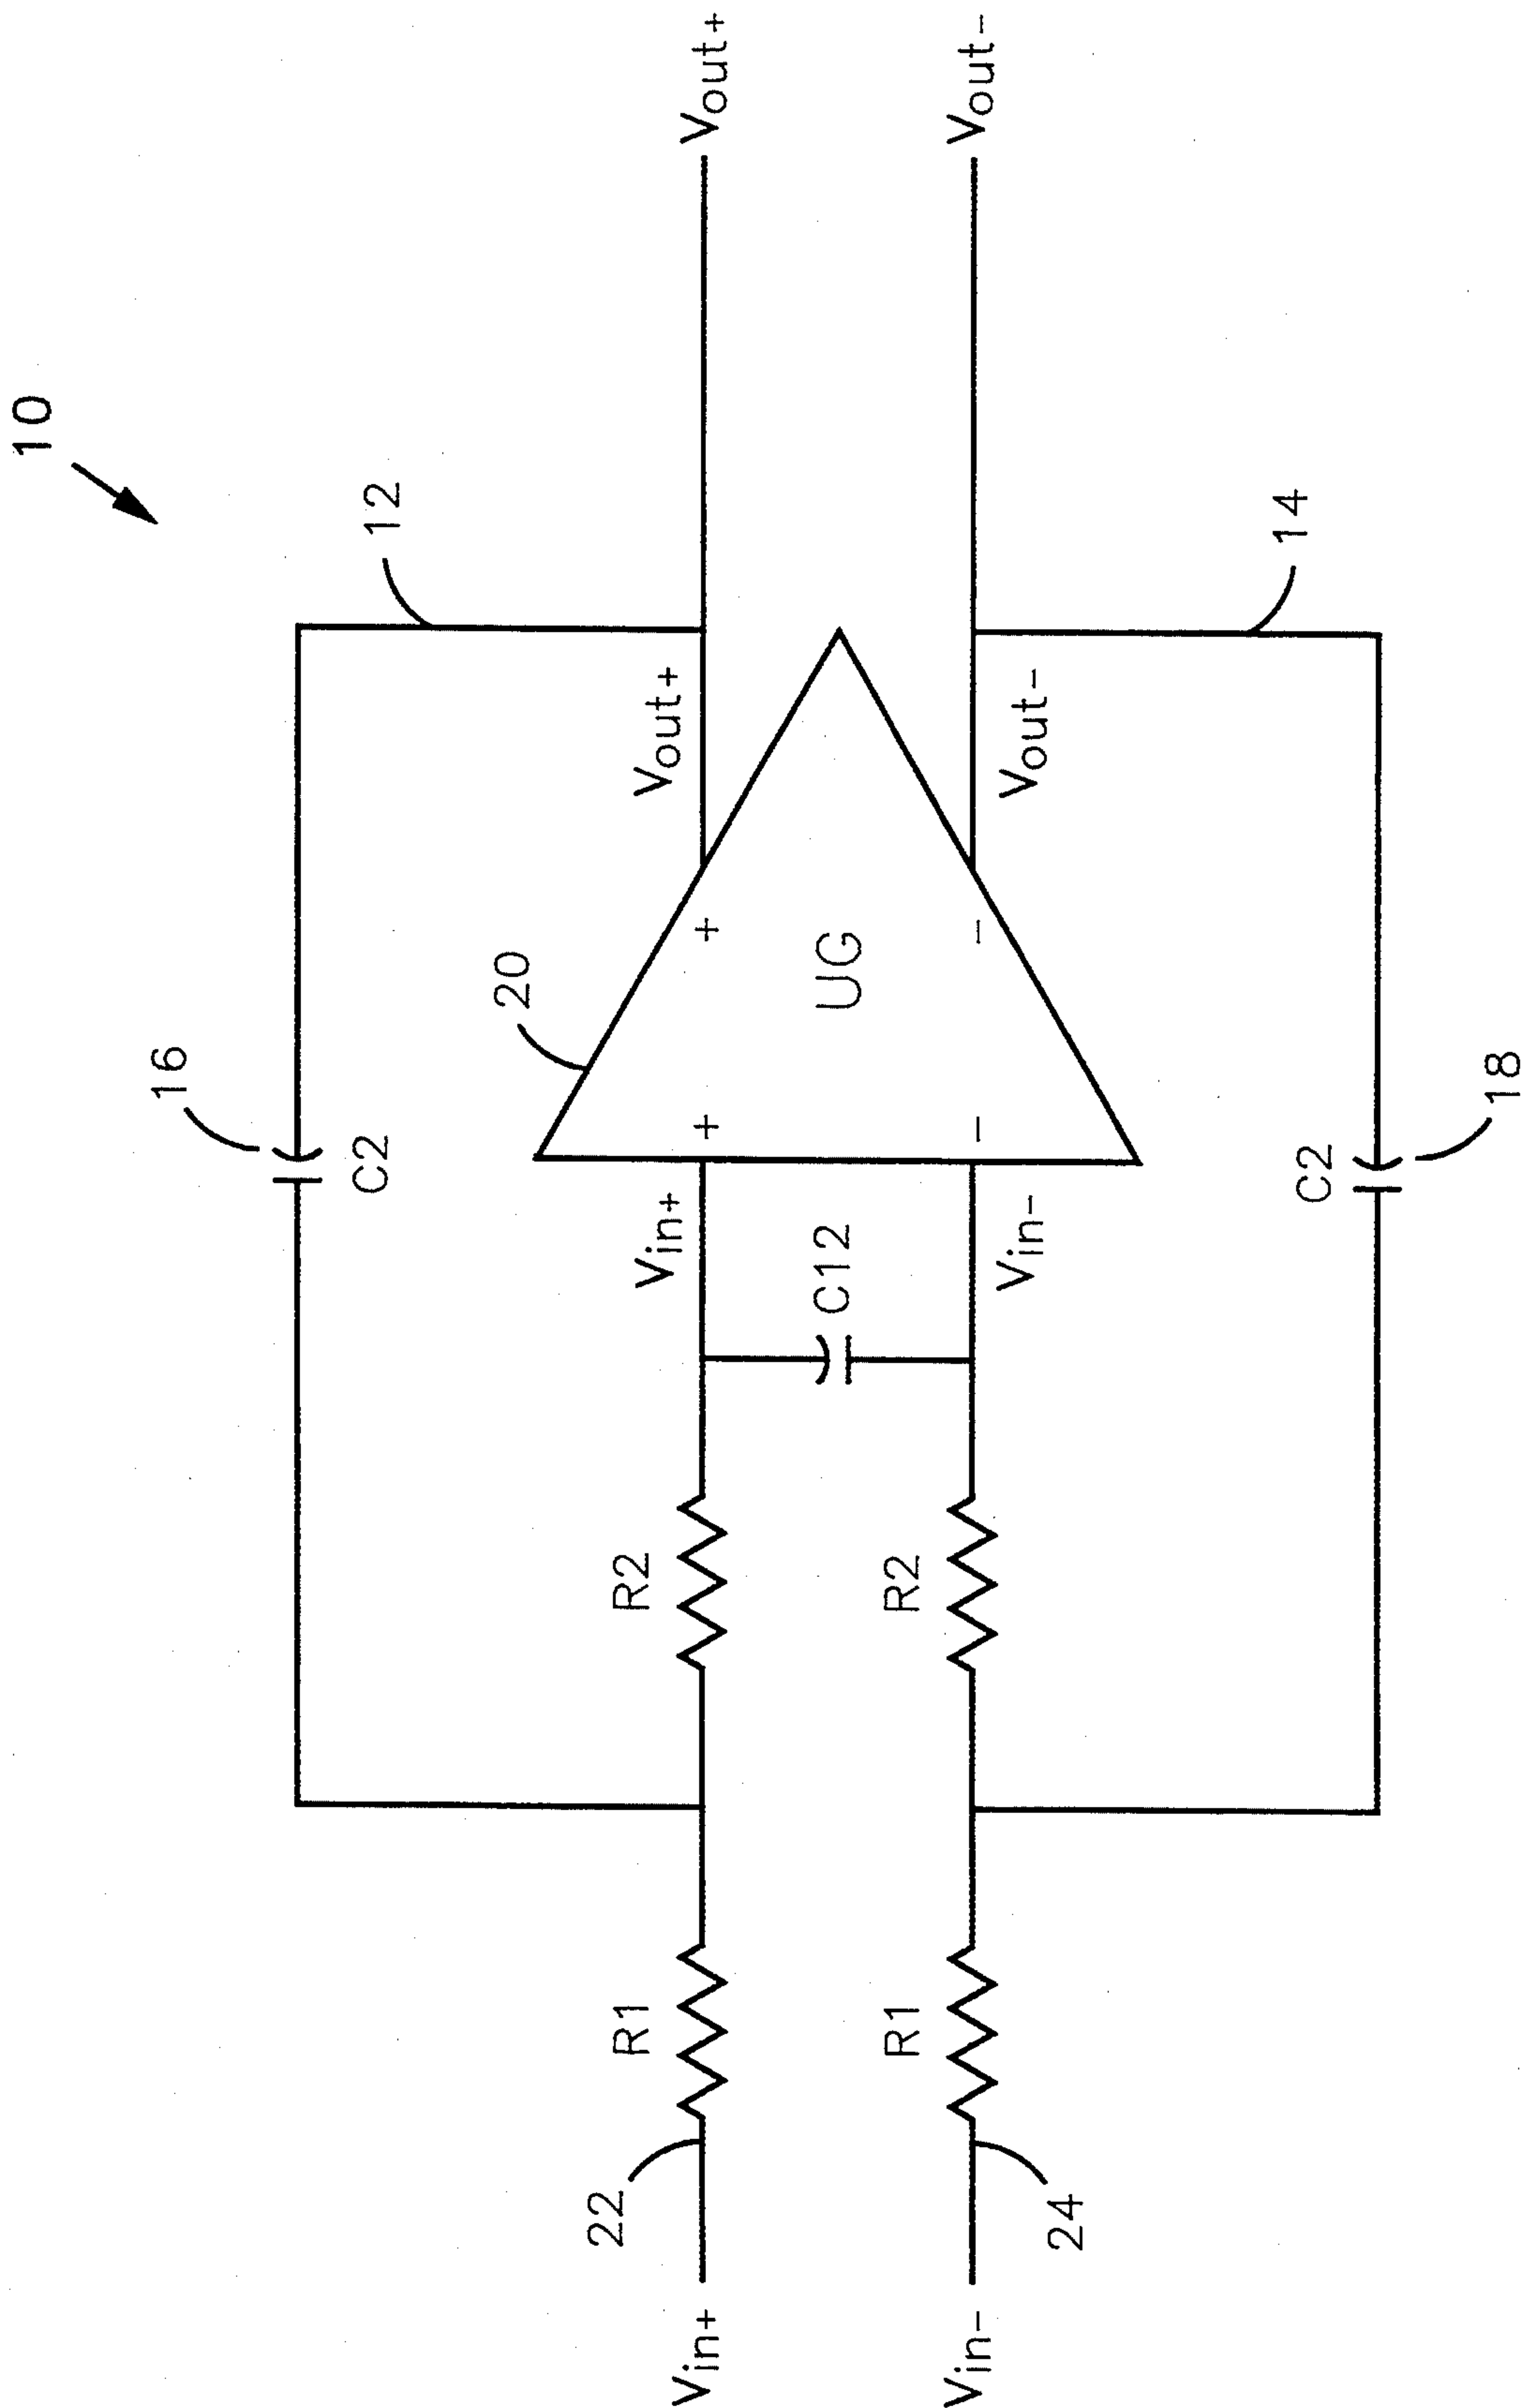 10
12
16
C2
20
Vin+
R1
22
R2
Vin+
Vout+
Vout+
+
+
C12
UG
-
-
Vin-
R1
24
R2
Vin-
Vout-
Vout-
C2
14
18